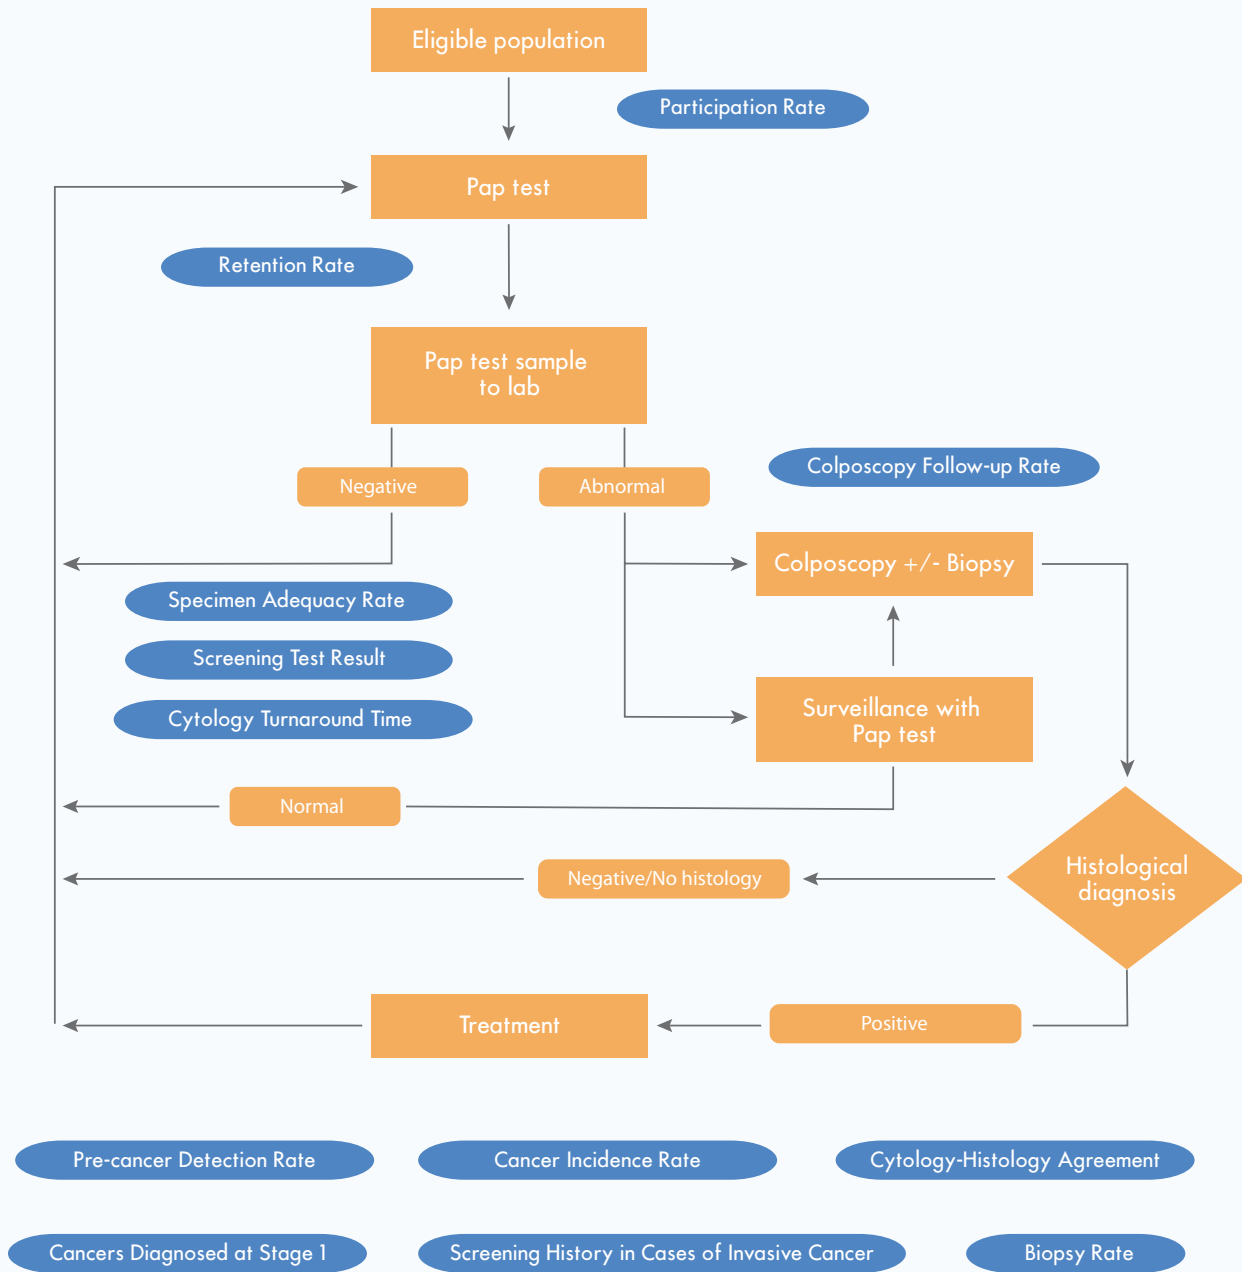 Eligible population
Participation Rate
Pap test
Retention Rate
Pap test sample
to lab
Colposcopy Follow-up Rate
Negative
Abnormal
Colposcopy +/- Biopsy
Specimen Adequacy Rate
Screening Test Result
Surveillance with
Pap test
Cytology Turnaround Time
Normal
Histological
diagnosis
Negative/No histology
Treatment
Positive
Pre-cancer Detection Rate
Cancer Incidence Rate
Cytology-Histology Agreement
Cancers Diagnosed at Stage 1
Screening History in Cases of Invasive Cancer
Biopsy Rate